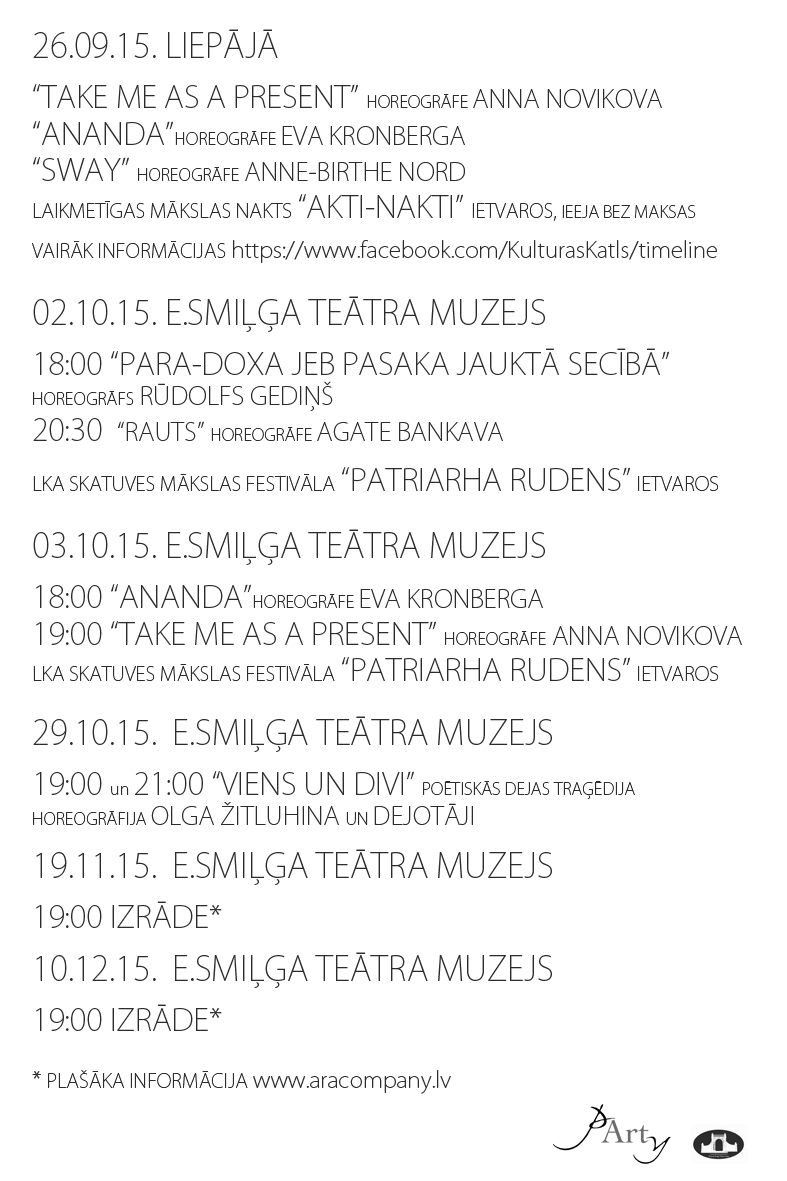 26.09.15. LIEPĀJĀ
“TAKE ME AS A PRESENT” HOREOGRĀFE ANNA NOVIKOVA
“ANANDA”HOREOGRĀFE EVA KRONBERGA
“SWAY” HOREOGRĀFE ANNE-BIRTHE NORD
LAIKMETĪGAS MĀKSLAS NAKTS “AKTI-NAKTI” IETVAROS, IEEJA BEZ MAKSAS
VAIRĀK INFORMĀCIJAS https://www.facebook.com/KulturasKatls/timeline
02.10.15. E.SMIĻĢA TEĀTRA MUZEJS
18:00 “PARA-DOXA JEB PASAKA JAUKTĀ SECĪBĀ”
HOREOGRĀFS RŪDOLFS GEDIŅŠ
20:30 “RAUTS” HOREOGRĀFE AGATE BANKAVA
LKA SKATUVES MĀKSLAS FESTIVĀLA “PATRIARHA RUDENS” IETVAROS
03.10.15. E.SMIĻĢA TEĀTRA MUZEJS
18:00 “ANANDA”HOREOGRĀFE EVA KRONBERGA
19:00 “TAKE ME AS A PRESENT” HOREOGRĀFE ANNA NOVIKOVA
LKA SKATUVES MĀKSLAS FESTIVĀLA “PATRIARHA RUDENS” IETVAROS
29.10.15. E.SMIĻĢA TEĀTRA MUZEJS
19:00 un 21:00 “VIENS UN DIVI” POĒTISKĀS DEJAS TRAĢĒDIJA
HOREOGRĀFIJA OLGA ŽITLUHINA UN DEJOTĀJI
19.11.15. E.SMIĻĢA TEĀTRA MUZEJS
19:00 IZRĀDE*
10.12.15. E.SMIĻĢA TEĀTRA MUZEJS
19:00 IZRĀDE*
* PLAŠĀKA INFORMĀCIJA www.aracompany.lv
PArty